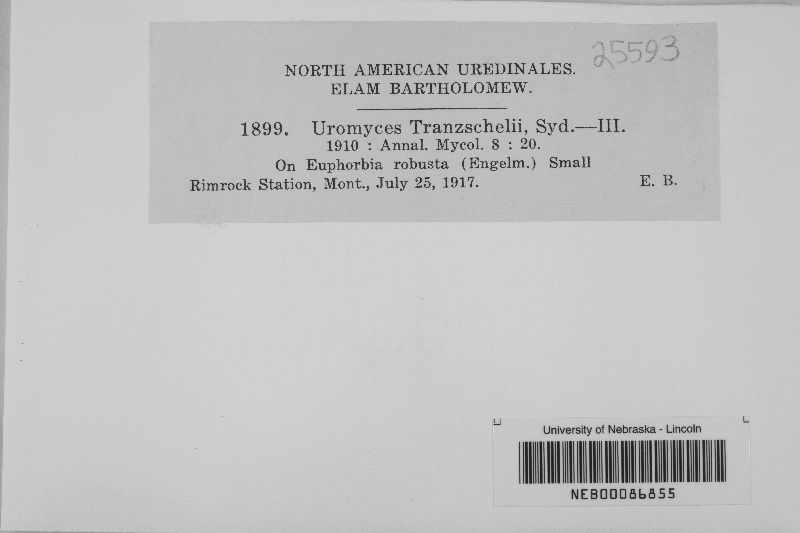 25593
NORTH AMERICAN UREDINALES.
ELAM BARTHOLOMEW.
1899. Uromyces Tranzschelii, Syd.—III.
1910 : Annal. Mycol. 8 : 20.
On Euphorbia robusta (Engelm.) Small
Rimrock Station, Mont., July 25, 1917. E. B.
University of Nebraska - Lincoln
NEB00086855